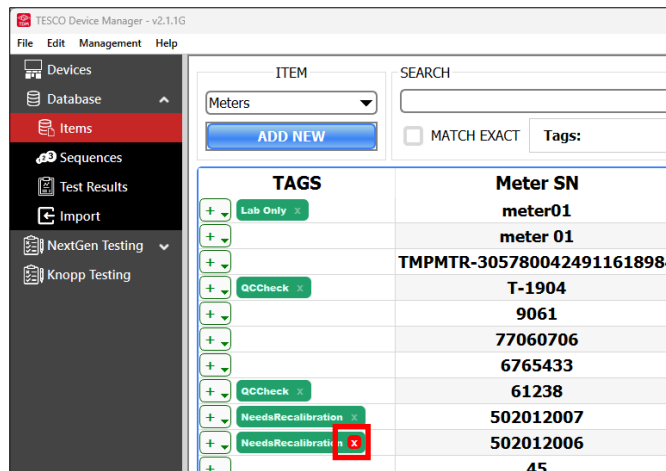 TESCO Device Manager - v2.1.1G
File Edit Management Help
Devices
Database
Items
Sequences
Test Results
Import
NextGen Testing
Knopp Testing
ITEM
Meters
ADD NEW
SEARCH
MATCH EXACT Tags:
TAGS Meter SN
+ Lab Only x meter01
+ meter 01
+ TMPMTR-3057800424911618984
+ QCCheck x T-1904
+ 9061
+ 77060706
+ 6765433
+ QCCheck x 61238
+ NeedsRecalibration x 502012007
+ NeedsRecalibration x 502012006
+ 45